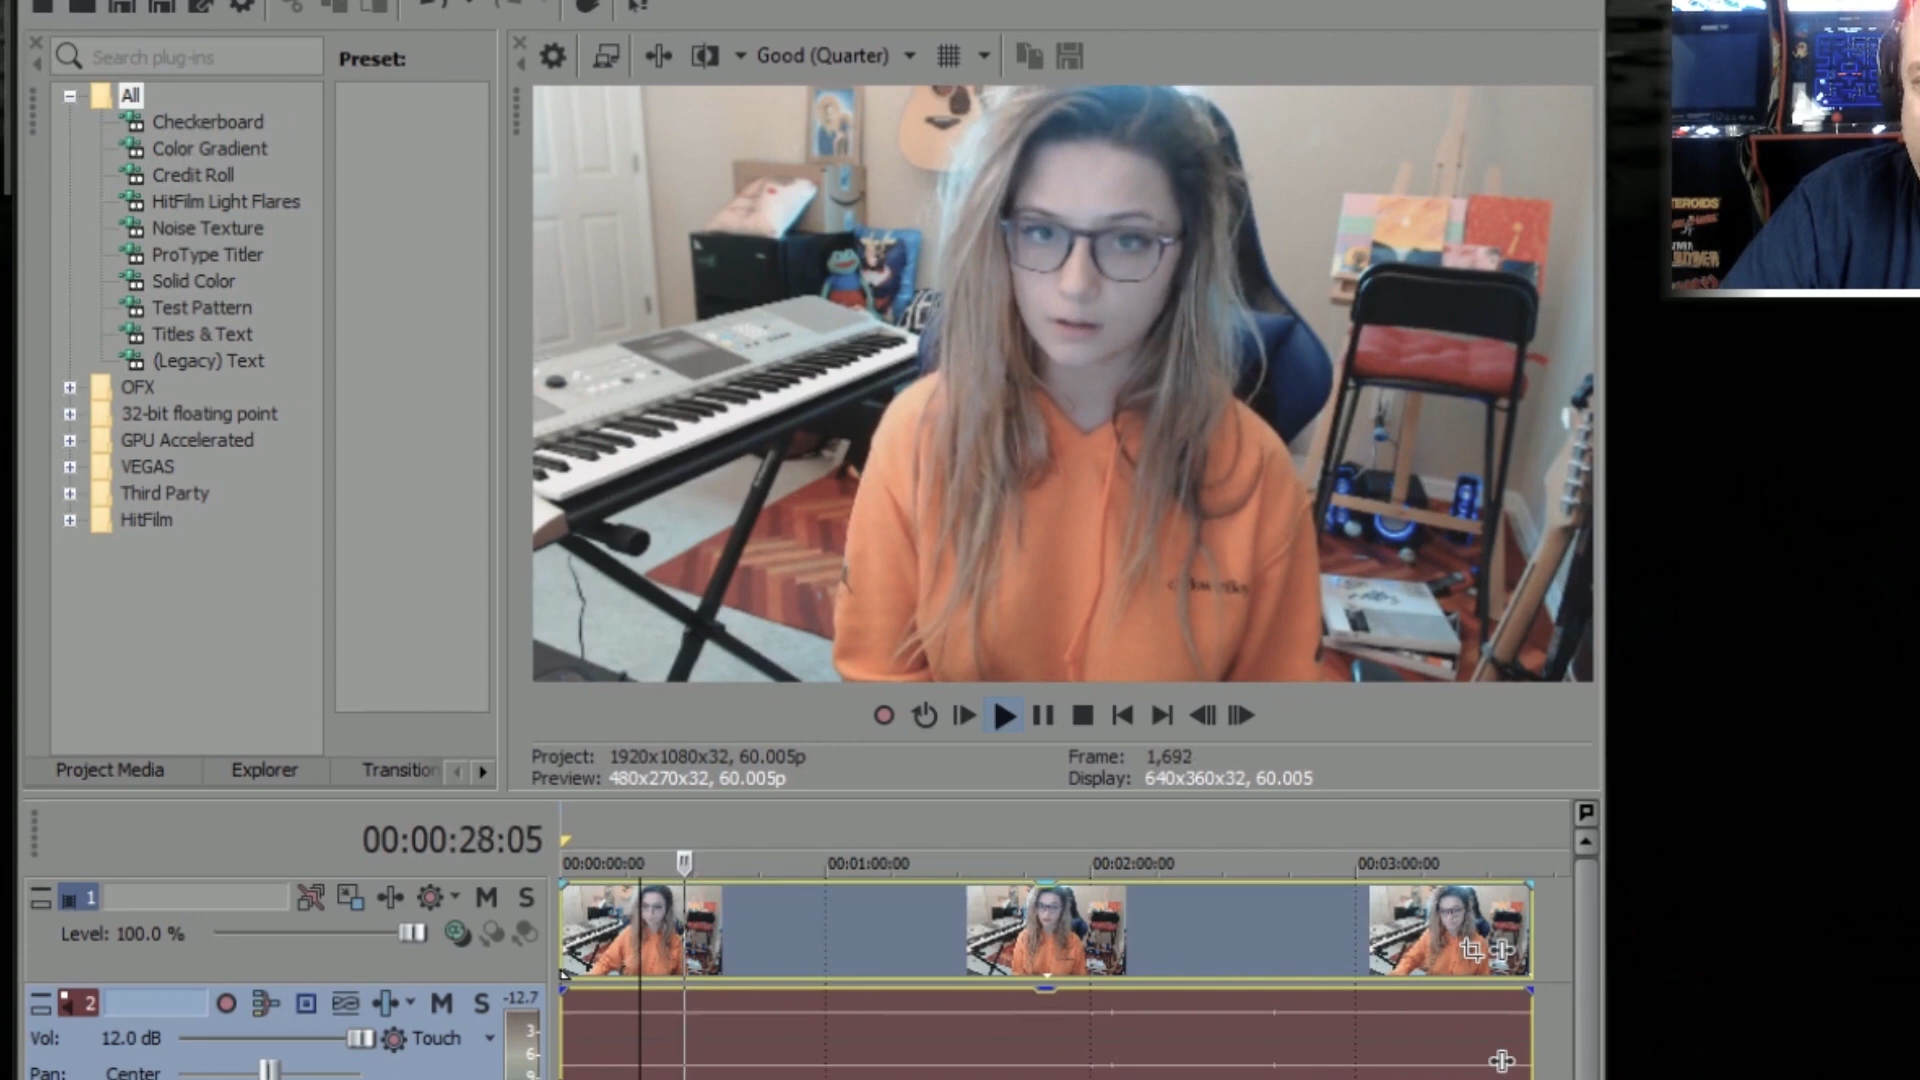 Search plug-ins
Preset:
Good (Quarter)
All
Checkerboard
Color Gradient
Credit Roll
HitFilm Light Flares
Noise Texture
ProType Titler
Solid Color
Test Pattern
Titles & Text
(Legacy) Text
OFX
32-bit floating point
GPU Accelerated
VEGAS
Third Party
HitFilm
Project Media
Explorer
Transition
Project: 1920x1080x32, 60.005p
Frame: 1,692
Preview: 480x270x32, 60.005p
Display: 640x360x32, 60.005
00:00:28:05
00:00:00:00
00:01:00:00
00:02:00:00
00:03:00:00
1
M S
Level: 100.0 %
2
M S
-12.7
Vol: 12.0 dB
Touch
3-
6-
9-
Pan: Center